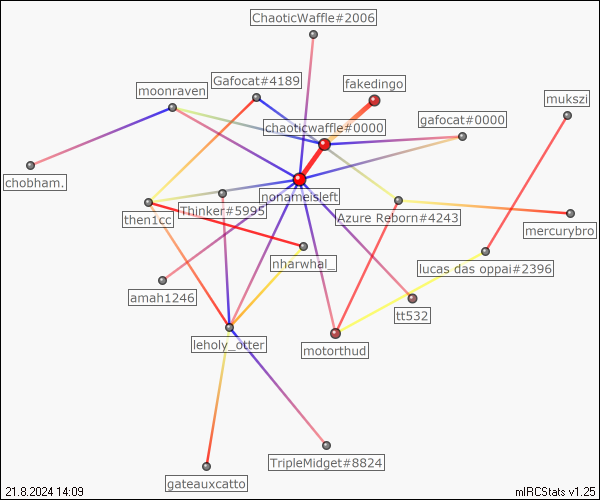 ChaoticWaffle#2006
Gafocat#4189
fakedingo
moonraven
mukszi
chaoticwaffle#0000
gafocat#0000
chobham.
nonameisleft
Thinker#5995
then1cc
Azure Reborn#4243
mercurybro
nharwhal_
lucas das oppai#2396
amah1246
tt532
leholy_otter
motorthud
TripleMidget#8824
gateauxcatto
21.8.2024 14:09
mIRCStats v1.25